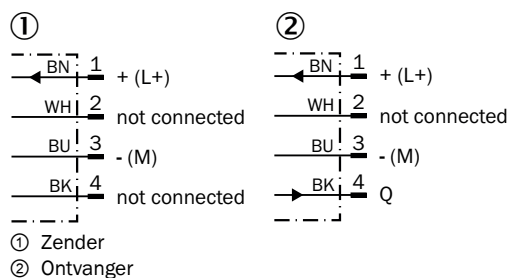 ① ②
BN 1 + (L+) BN 1 + (L+)
WH 2 not connected WH 2 not connected
BU 3 - (M) BU 3 - (M)
BK 4 not connected BK 4 Q
① Zender
② Ontvanger